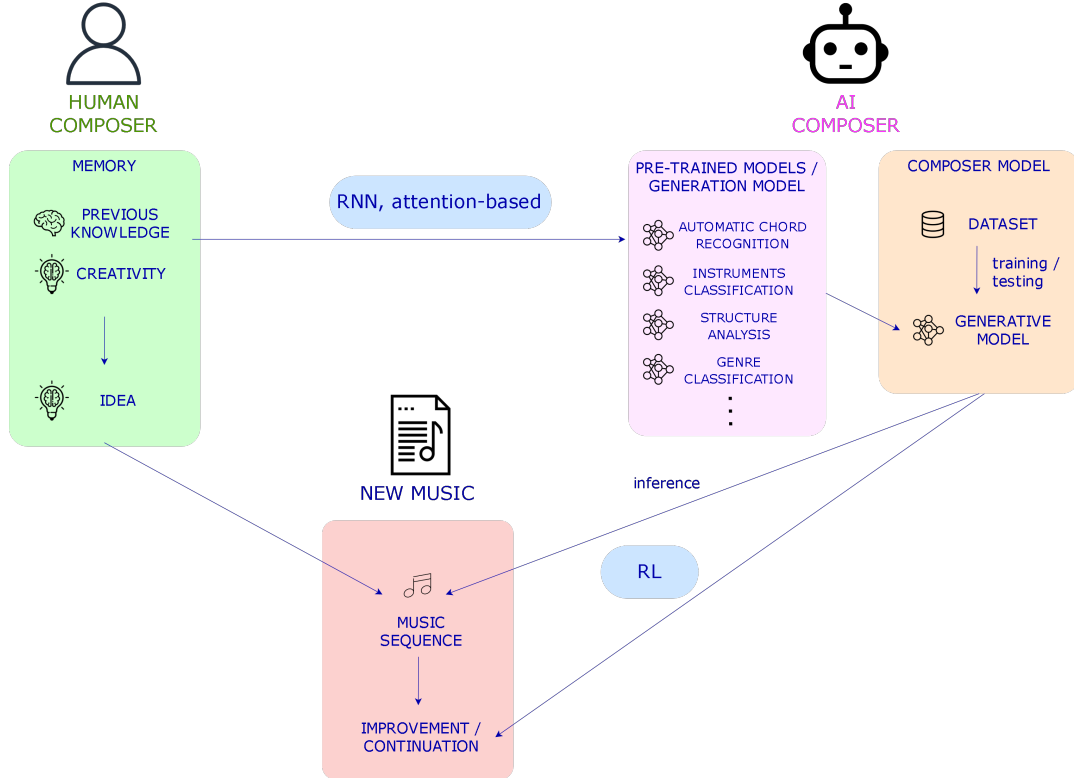 HUMAN
COMPOSER
AI
COMPOSER
MEMORY
PREVIOUS
KNOWLEDGE
CREATIVITY
IDEA
RNN, attention-based
PRE-TRAINED MODELS /
GENERATION MODEL
AUTOMATIC CHORD
RECOGNITION
INSTRUMENTS
CLASSIFICATION
STRUCTURE
ANALYSIS
GENRE
CLASSIFICATION
COMPOSER MODEL
DATASET
training /
testing
GENERATIVE
MODEL
NEW MUSIC
inference
RL
MUSIC
SEQUENCE
IMPROVEMENT /
CONTINUATION